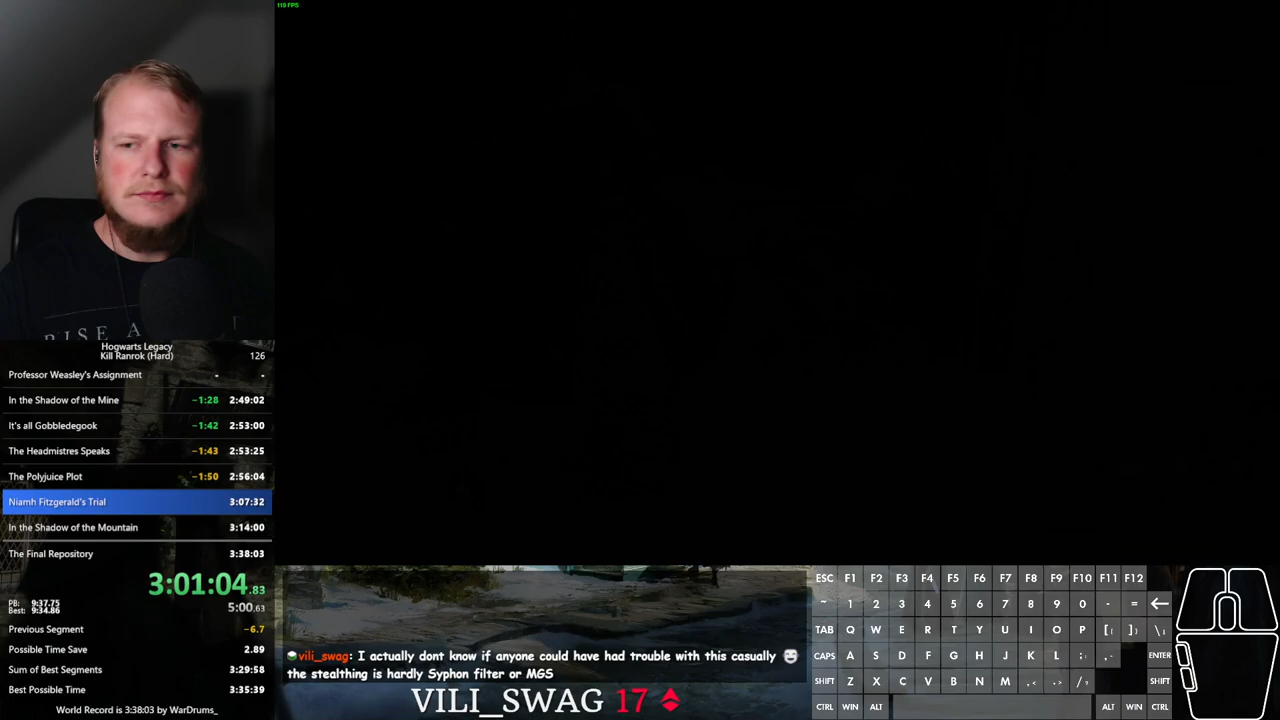 119 FPS
RISE A T
Hogwarts Legacy
Kill Ranrok (Hard) 126
Professor Weasley's Assignment - -
In the Shadow of the Mine −1:28 2:49:02
It's all Gobbledegook −1:42 2:53:00
The Headmistres Speaks −1:43 2:53:25
The Polyjuice Plot −1:50 2:56:04
Niamh Fitzgerald's Trial 3:07:32
In the Shadow of the Mountain 3:14:00
The Final Repository 3:38:03
3:01:04.83
PB: 9:37.75
Best: 9:34.86
5:00.63
Previous Segment −6.7
Possible Time Save 2.89
Sum of Best Segments 3:29:58
Best Possible Time 3:35:39
World Record is 3:38:03 by WarDrums_
vili_swag: I actually dont know if anyone could have had trouble with this casually
the stealthing is hardly Syphon filter or MGS
VILI_SWAG 17
ESC F1 F2 F3 F4 F5 F6 F7 F8 F9 F10 F11 F12
~ 1 2 3 4 5 6 7 8 9 0 - = ←
TAB Q W E R T Y U I O P [{ ]} \|
CAPS A S D F G H J K L ;: ,- ENTER
SHIFT Z X C V B N M ,< .> /? SHIFT
CTRL WIN ALT ALT WIN CTRL